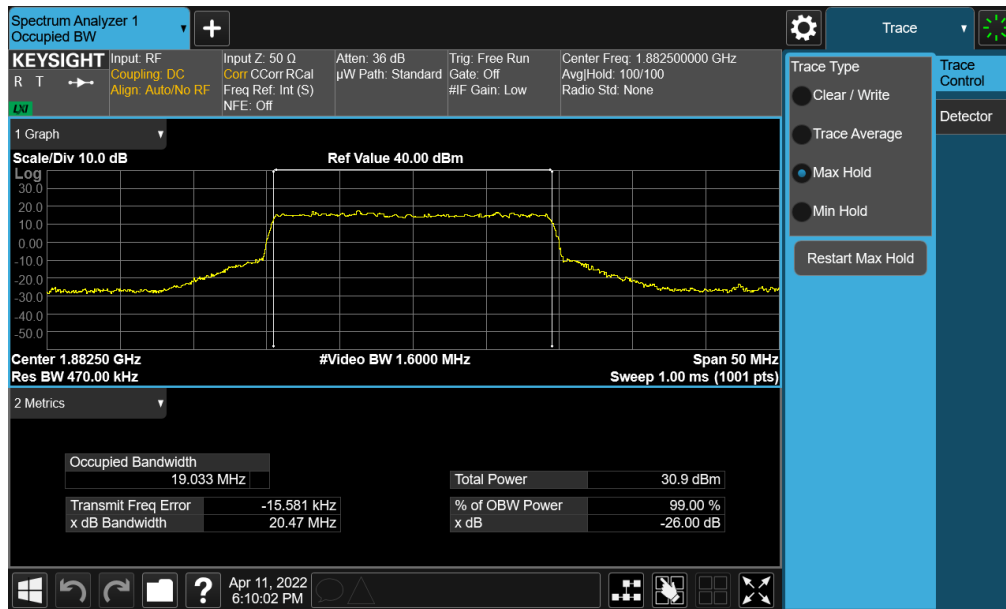 Spectrum Analyzer 1
Occupied BW
Trace
KEYSIGHT
R T
LXI
Input: RF
Coupling: DC
Align: Auto/No RF
Input Z: 50 Ω
Corr CCorr RCal
Freq Ref: Int (S)
NFE: Off
Atten: 36 dB
µW Path: Standard
Trig: Free Run
Gate: Off
#IF Gain: Low
Center Freq: 1.882500000 GHz
Avg|Hold: 100/100
Radio Std: None
Trace Type
Clear / Write
Trace Average
Max Hold
Min Hold
Restart Max Hold
Trace
Control
Detector
1 Graph
Scale/Div 10.0 dB
Ref Value 40.00 dBm
Log
30.0
20.0
10.0
0.00
-10.0
-20.0
-30.0
-40.0
-50.0
Center 1.88250 GHz
#Video BW 1.6000 MHz
Span 50 MHz
Res BW 470.00 kHz
Sweep 1.00 ms (1001 pts)
2 Metrics
Occupied Bandwidth
19.033 MHz
Total Power 30.9 dBm
Transmit Freq Error -15.581 kHz
% of OBW Power 99.00 %
x dB Bandwidth 20.47 MHz
x dB -26.00 dB
?
Apr 11, 2022
6:10:02 PM